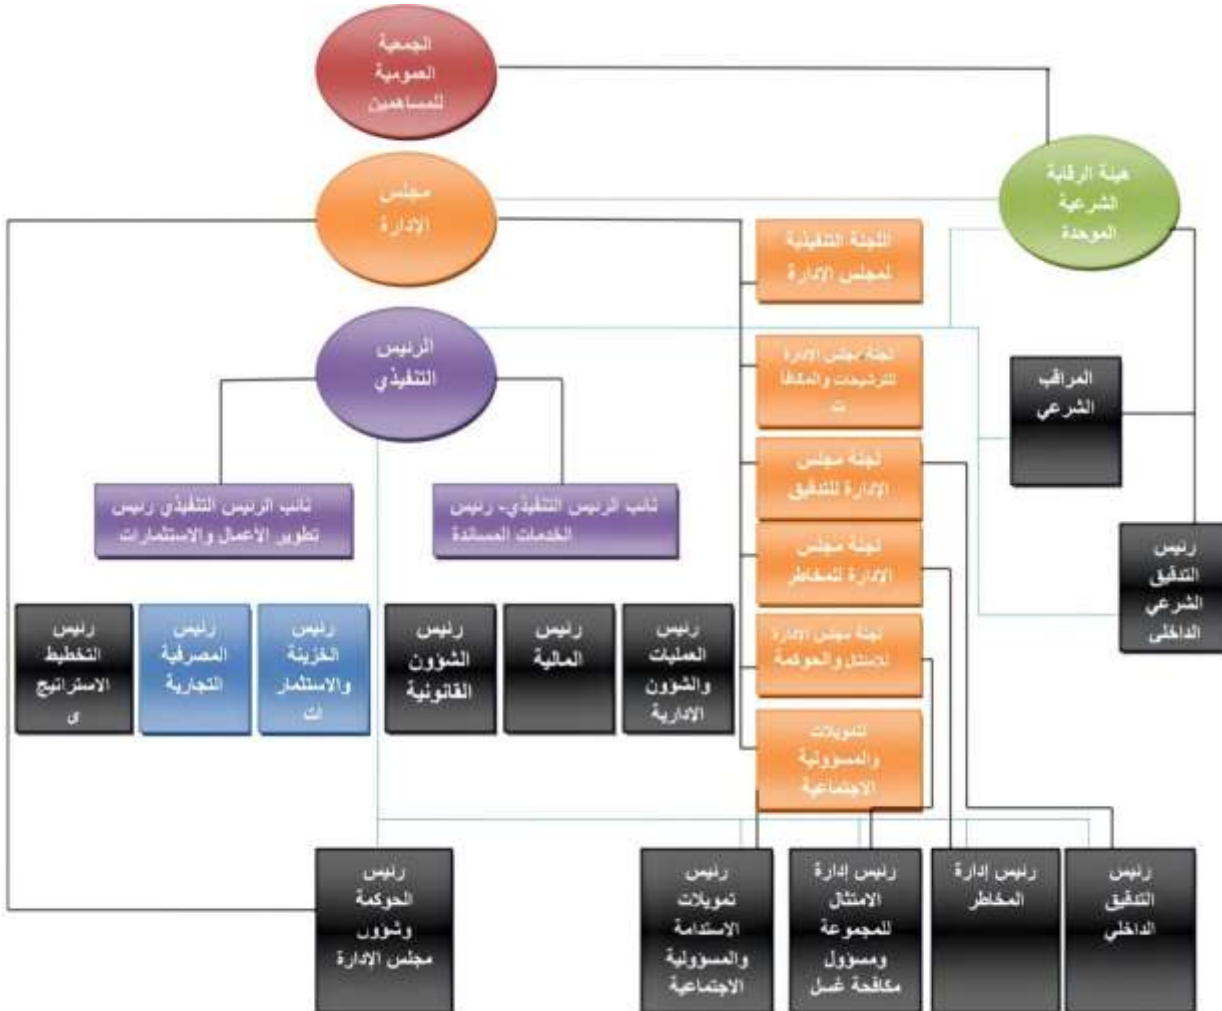 الجمعية
العمومية
للمساهمين
مجلس
الإدارة
هيئة الرقابة
الشرعية
الموحدة
اللجنة التنفيذية
لمجلس الإدارة
الرئيس
التنفيذي
لجنة مجلس الإدارة
للترشيحات والمكافا
ت
المراقب
الشرعي
لجنة مجلس
الإدارة للتدقيق
نائب الرئيس التنفيذي رئيس
تطوير الأعمال والاستثمارات
نائب الرئيس التنفيذي- رئيس
الخدمات المساندة
لجنة مجلس
الإدارة للمخاطر
رئيس
التدقيق
الشرعي
الداخلي
رئيس
التخطيط
الاستراتيج
ي
رئيس
المصرفية
التجارية
رئيس
الخزينة
والاستثمار
ات
رئيس
الشؤون
القانونية
رئيس
المالية
رئيس
العمليات
والشؤون
الإدارية
لجنة مجلس الإدارة
للامتثال والحوكمة
لتمويلات
والمسؤولية
الاجتماعية
رئيس
الحوكمة
وشؤون
مجلس الإدارة
رئيس
تمويلات
الاستدامة
والمسؤولية
الاجتماعية
رئيس إدارة
الامتثال
للمجموعة
ومسؤول
مكافحة غسل
رئيس إدارة
المخاطر
رئيس
التدقيق
الداخلي